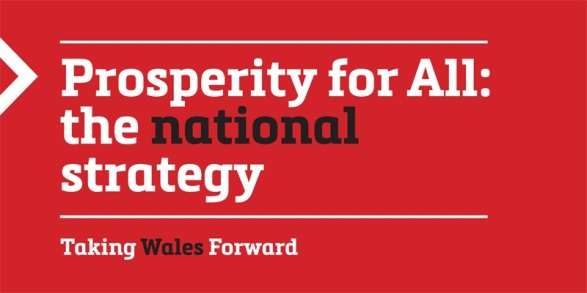 Prosperity for All:
the national
strategy
Taking Wales Forward